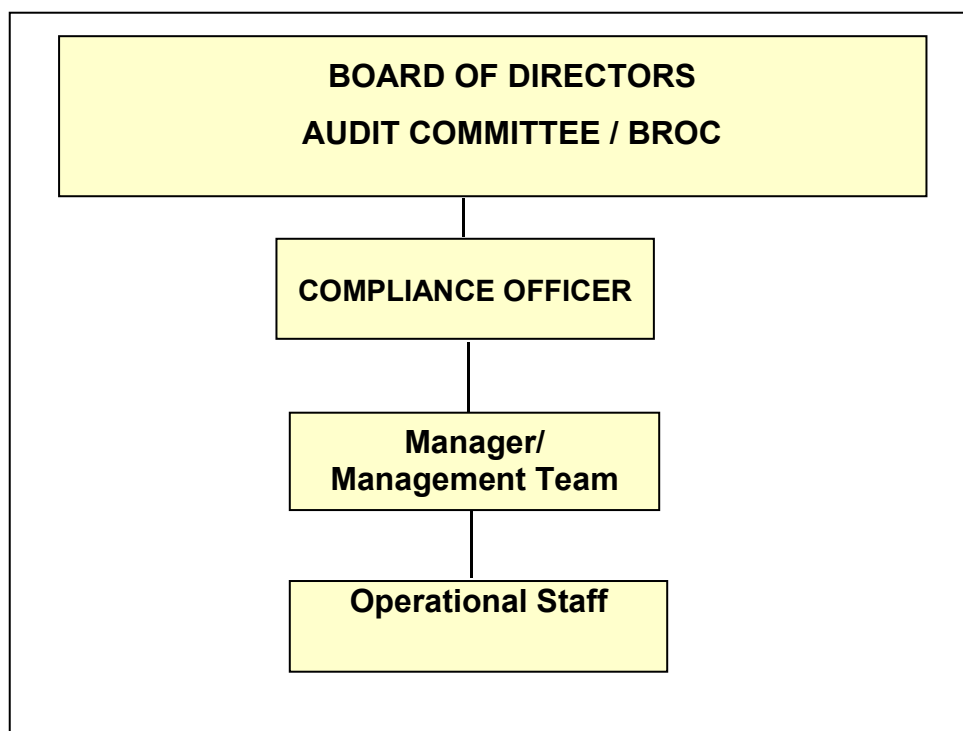 BOARD OF DIRECTORS
AUDIT COMMITTEE / BROC
COMPLIANCE OFFICER
Manager/
Management Team
Operational Staff